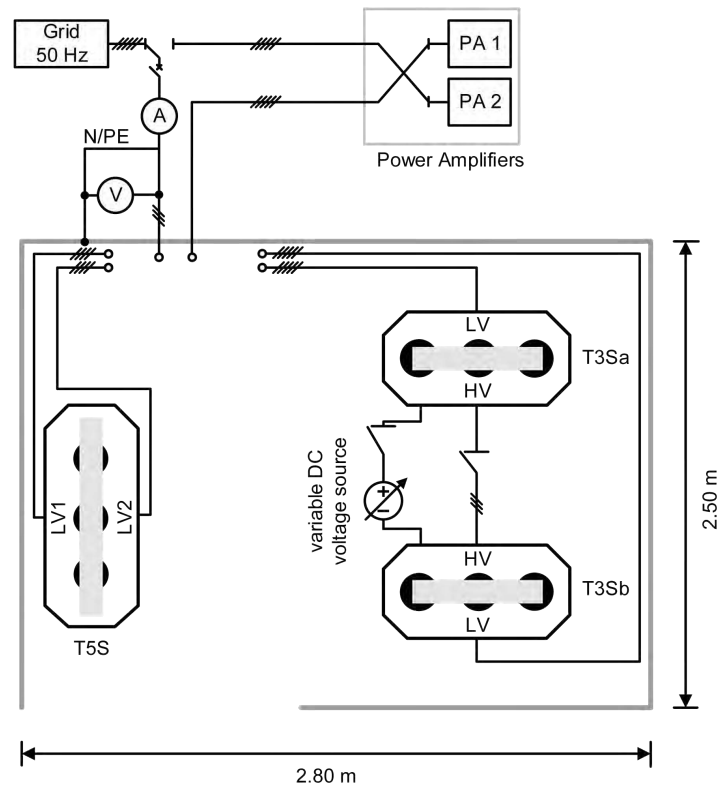 Grid
50 Hz
PA 1
PA 2
A
N/PE
Power Amplifiers
V
LV
T3Sa
HV
variable DC
voltage source
+
−
2.50 m
LV1
LV2
HV
T3Sb
LV
T5S
2.80 m